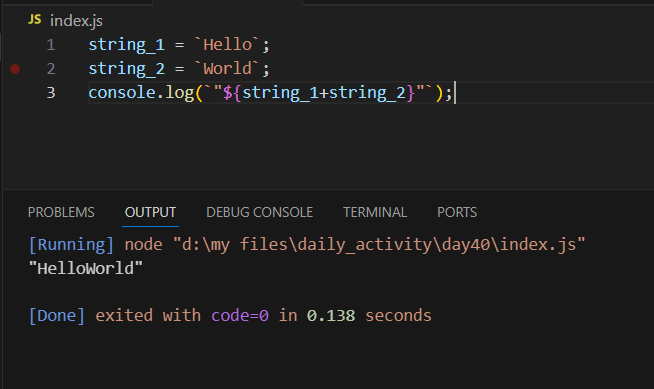 JS index.js
1 string_1 = `Hello`;
2 string_2 = `World`;
3 console.log(`"${string_1+string_2}"`);
PROBLEMS OUTPUT DEBUG CONSOLE TERMINAL PORTS
[Running] node "d:\my files\daily_activity\day40\index.js"
"HelloWorld"
[Done] exited with code=0 in 0.138 seconds